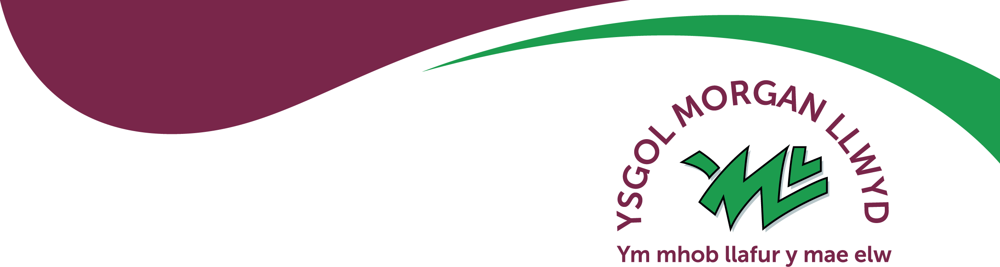 YSGOL MORGAN LLWYD
Ym mhob llafur y mae elw